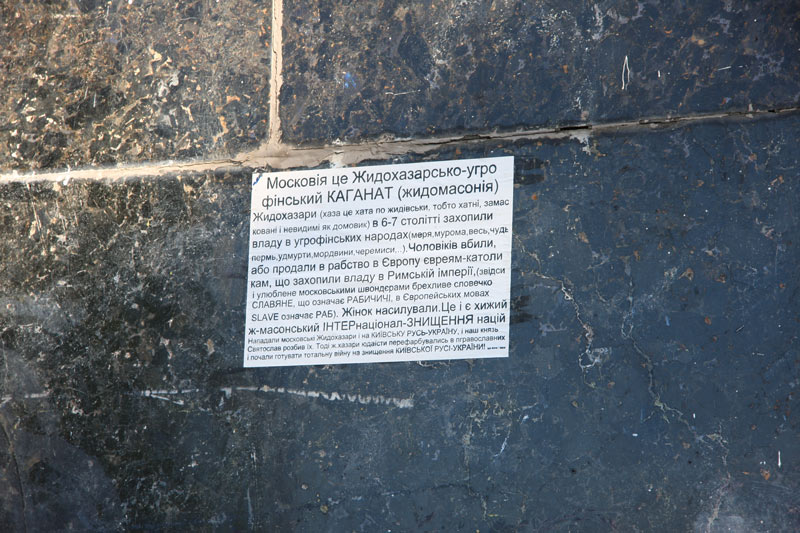 Московія це Жидохазарсько-угро
фінський КАГАНАТ (жидомасонія)
Жидохазари (хаза це хата по жидівськи, тобто хатні, замас
ковані і невидимі як домовик) в 6-7 столітті захопили
владу в угрофінських народах(меря,мурома,весь,чудь
пермь,удмурти,мордвини,черемиси...).Чоловіків вбили,
або продали в рабство в Європу євреям-католи
кам, що захопили владу в Римській імперії,(звідси
і улюблене московськими швондєрами брехливе словечко
СЛАВЯНЕ, що означає РАБИЧИЧІ, в Європейських мовах
SLAVE означає РАБ). Жінок насилували.Це і є хижий
ж-масонський ІНТЕРнаціонал-ЗНИЩЕННЯ націй
Нападали московські Жидохазари і на КИЇВСЬКУ РУСЬ-УКРАЇНУ, і наш князь
Святослав розбив їх. Тоді ж хазари юдаїсти перефарбувались в пгравославних
і почали готувати тотальну війну на знищення КИЇВСЬКОЇ РУСІ-УКРАЇНИ!